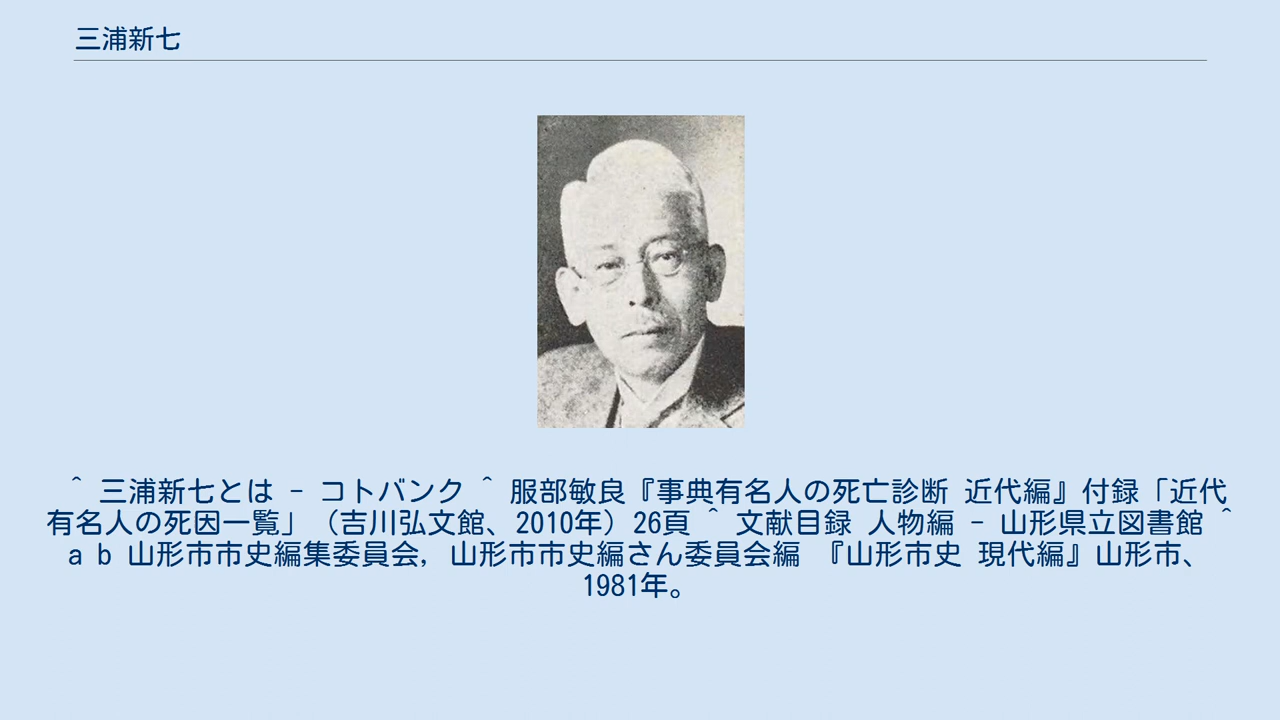 三浦新七
^ 三浦新七とは - コトバンク ^ 服部敏良『事典有名人の死亡診断 近代編』付録「近代
有名人の死因一覧」（吉川弘文館、2010年）26頁 ^ 文献目録 人物編 - 山形県立図書館 ^
a b 山形市市史編集委員会, 山形市市史編さん委員会編 『山形市史 現代編』山形市、
1981年。